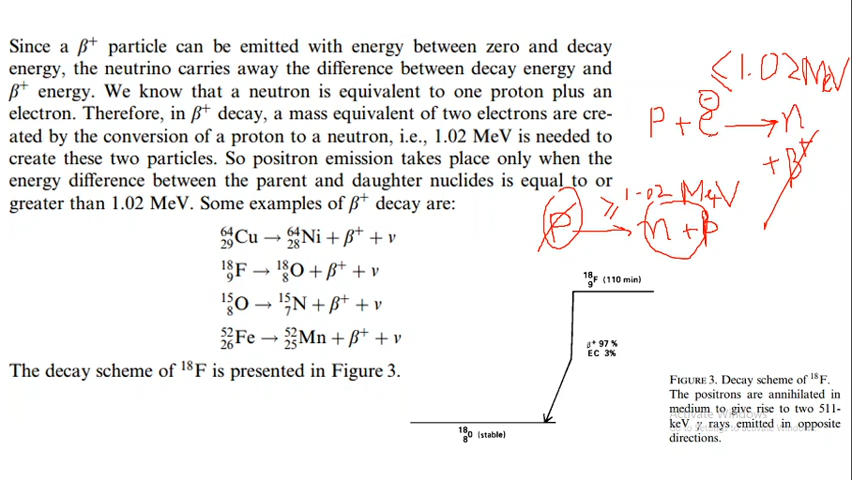 Since a β⁺ particle can be emitted with energy between zero and decay
energy, the neutrino carries away the difference between decay energy and
β⁺ energy. We know that a neutron is equivalent to one proton plus an
electron. Therefore, in β⁺ decay, a mass equivalent of two electrons are cre-
ated by the conversion of a proton to a neutron, i.e., 1.02 MeV is needed to
create these two particles. So positron emission takes place only when the
energy difference between the parent and daughter nuclides is equal to or
greater than 1.02 MeV. Some examples of β⁺ decay are:
⁶⁴₂₉Cu → ⁶⁴₂₈Ni + β⁺ + ν
¹⁸₉F → ¹⁸₈O + β⁺ + ν
¹⁵₈O → ¹⁵₇N + β⁺ + ν
⁵²₂₆Fe → ⁵²₂₅Mn + β⁺ + ν
The decay scheme of ¹⁸F is presented in Figure 3.
≤1.02 MeV
P + e⊖ → n
+ β⁺
≥ 1.02 MeV
P → n + β
¹⁸₉F (110 min)
β⁺ 97 %
EC 3%
¹⁸₈O (stable)
FIGURE 3. Decay scheme of ¹⁸F.
The positrons are annihilated in
medium to give rise to two 511-
keV γ rays emitted in opposite
directions.
Activate Windows